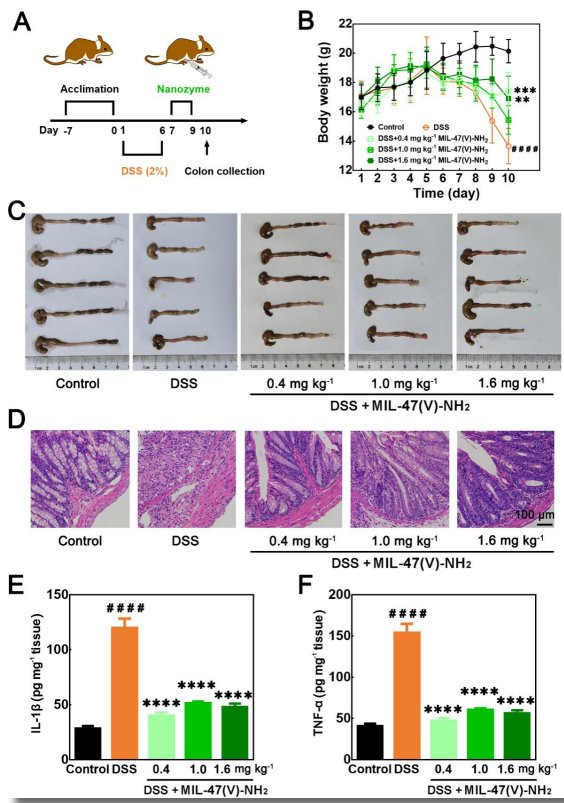 A
Acclimation
Nanozyme
Day -7 0 1 6 7 9 10
DSS (2%)
Colon collection
B
Body weight (g)
22
20
18
16
14
12
***
**
####
Control
DSS
DSS+0.4 mg kg-1 MIL-47(V)-NH2
DSS+1.0 mg kg-1 MIL-47(V)-NH2
DSS+1.6 mg kg-1 MIL-47(V)-NH2
1 2 3 4 5 6 7 8 9 10
Time (day)
C
Control
DSS
0.4 mg kg-1
1.0 mg kg-1
1.6 mg kg-1
DSS + MIL-47(V)-NH2
D
100 μm
Control
DSS
0.4 mg kg-1
1.0 mg kg-1
1.6 mg kg-1
DSS + MIL-47(V)-NH2
E
IL-1β (pg mg-1 tissue)
150
100
50
0
####
****
****
****
Control DSS 0.4 1.0 1.6 mg kg-1
DSS + MIL-47(V)-NH2
F
TNF-α (pg mg-1 tissue)
200
150
100
50
0
####
****
****
****
Control DSS 0.4 1.0 1.6 mg kg-1
DSS + MIL-47(V)-NH2